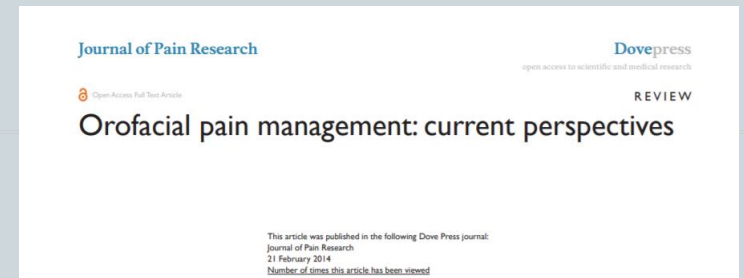 Journal of Pain Research
Dovepress
open access to scientific and medical research
Open Access Full Text Article
REVIEW
Orofacial pain management: current perspectives
This article was published in the following Dove Press journal:
Journal of Pain Research
21 February 2014
Number of times this article has been viewed